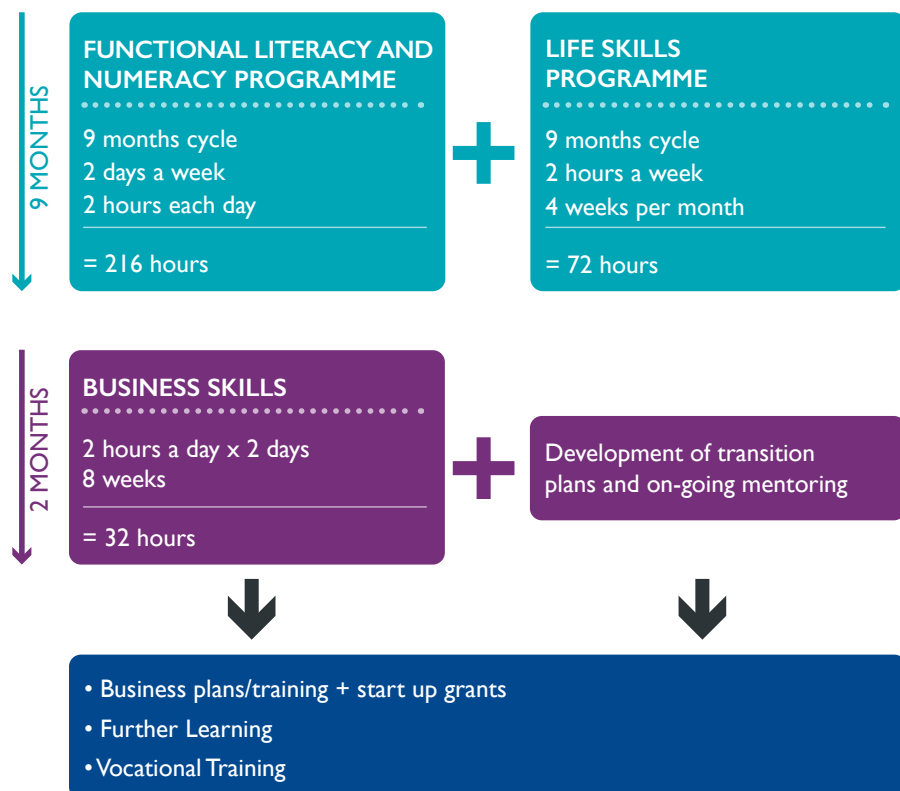 9 MONTHS
FUNCTIONAL LITERACY AND
NUMERACY PROGRAMME
9 months cycle
2 days a week
2 hours each day
= 216 hours
+
LIFE SKILLS
PROGRAMME
9 months cycle
2 hours a week
4 weeks per month
= 72 hours
2 MONTHS
BUSINESS SKILLS
2 hours a day x 2 days
8 weeks
= 32 hours
+
Development of transition
plans and on-going mentoring
• Business plans/training + start up grants
• Further Learning
• Vocational Training